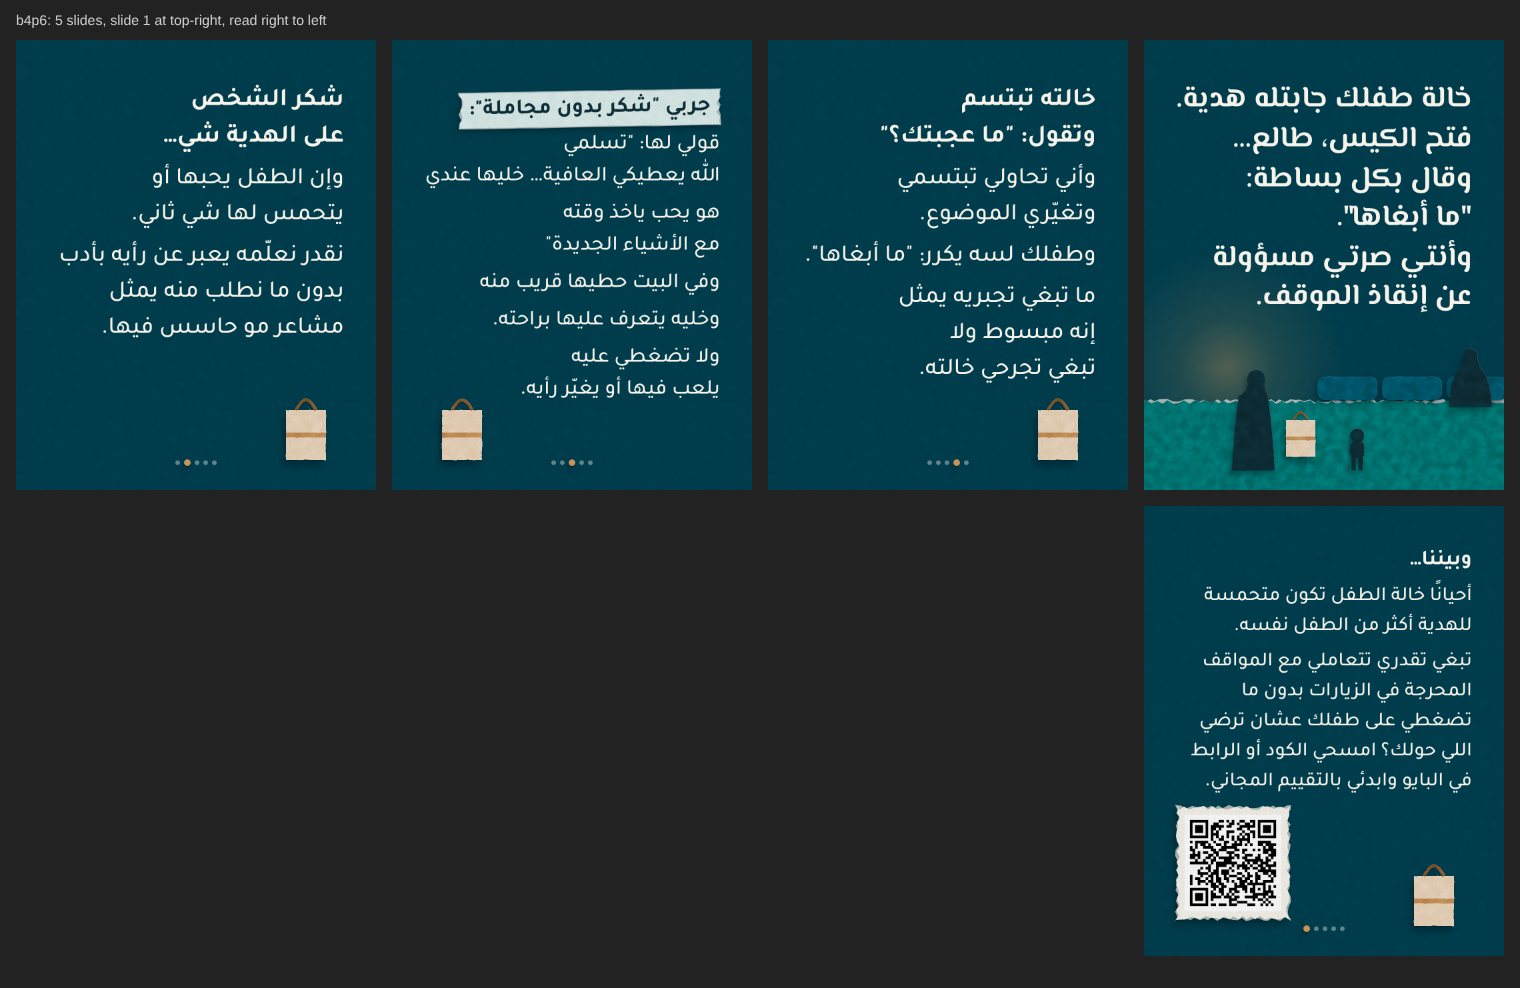 b4p6: 5 slides, slide 1 at top-right, read right to left
خالة طفلك جابتله هدية.
فتح الكيس، طالع...
وقال بكل بساطة:
"ما أبغاها".
وأنتي صرتي مسؤولة
عن إنقاذ الموقف.
خالته تبتسم
وتقول: "ما عجبتك؟"
وأني تحاولي تبتسمي
وتغيّري الموضوع.
وطفلك لسه يكرر: "ما أبغاها".
ما تبغي تجبريه يمثل
إنه مبسوط ولا
تبغي تجرحي خالته.
جربي "شكر بدون مجاملة":
قولي لها: "تسلمي
الله يعطيكي العافية... خليها عندي
هو يحب ياخذ وقته
مع الأشياء الجديدة"
وفي البيت حطيها قريب منه
وخليه يتعرف عليها براحته.
ولا تضغطي عليه
يلعب فيها أو يغيّر رأيه.
شكر الشخص
على الهدية شي...
وإن الطفل يحبها أو
يتحمس لها شي ثاني.
نقدر نعلّمه يعبر عن رأيه بأدب
بدون ما نطلب منه يمثل
مشاعر مو حاسس فيها.
وبيننا...
أحيانًا خالة الطفل تكون متحمسة
للهدية أكثر من الطفل نفسه.
تبغي تقدري تتعاملي مع المواقف
المحرجة في الزيارات بدون ما
تضغطي على طفلك عشان ترضي
اللي حولك؟ امسحي الكود أو الرابط
في البايو وابدئي بالتقييم المجاني.